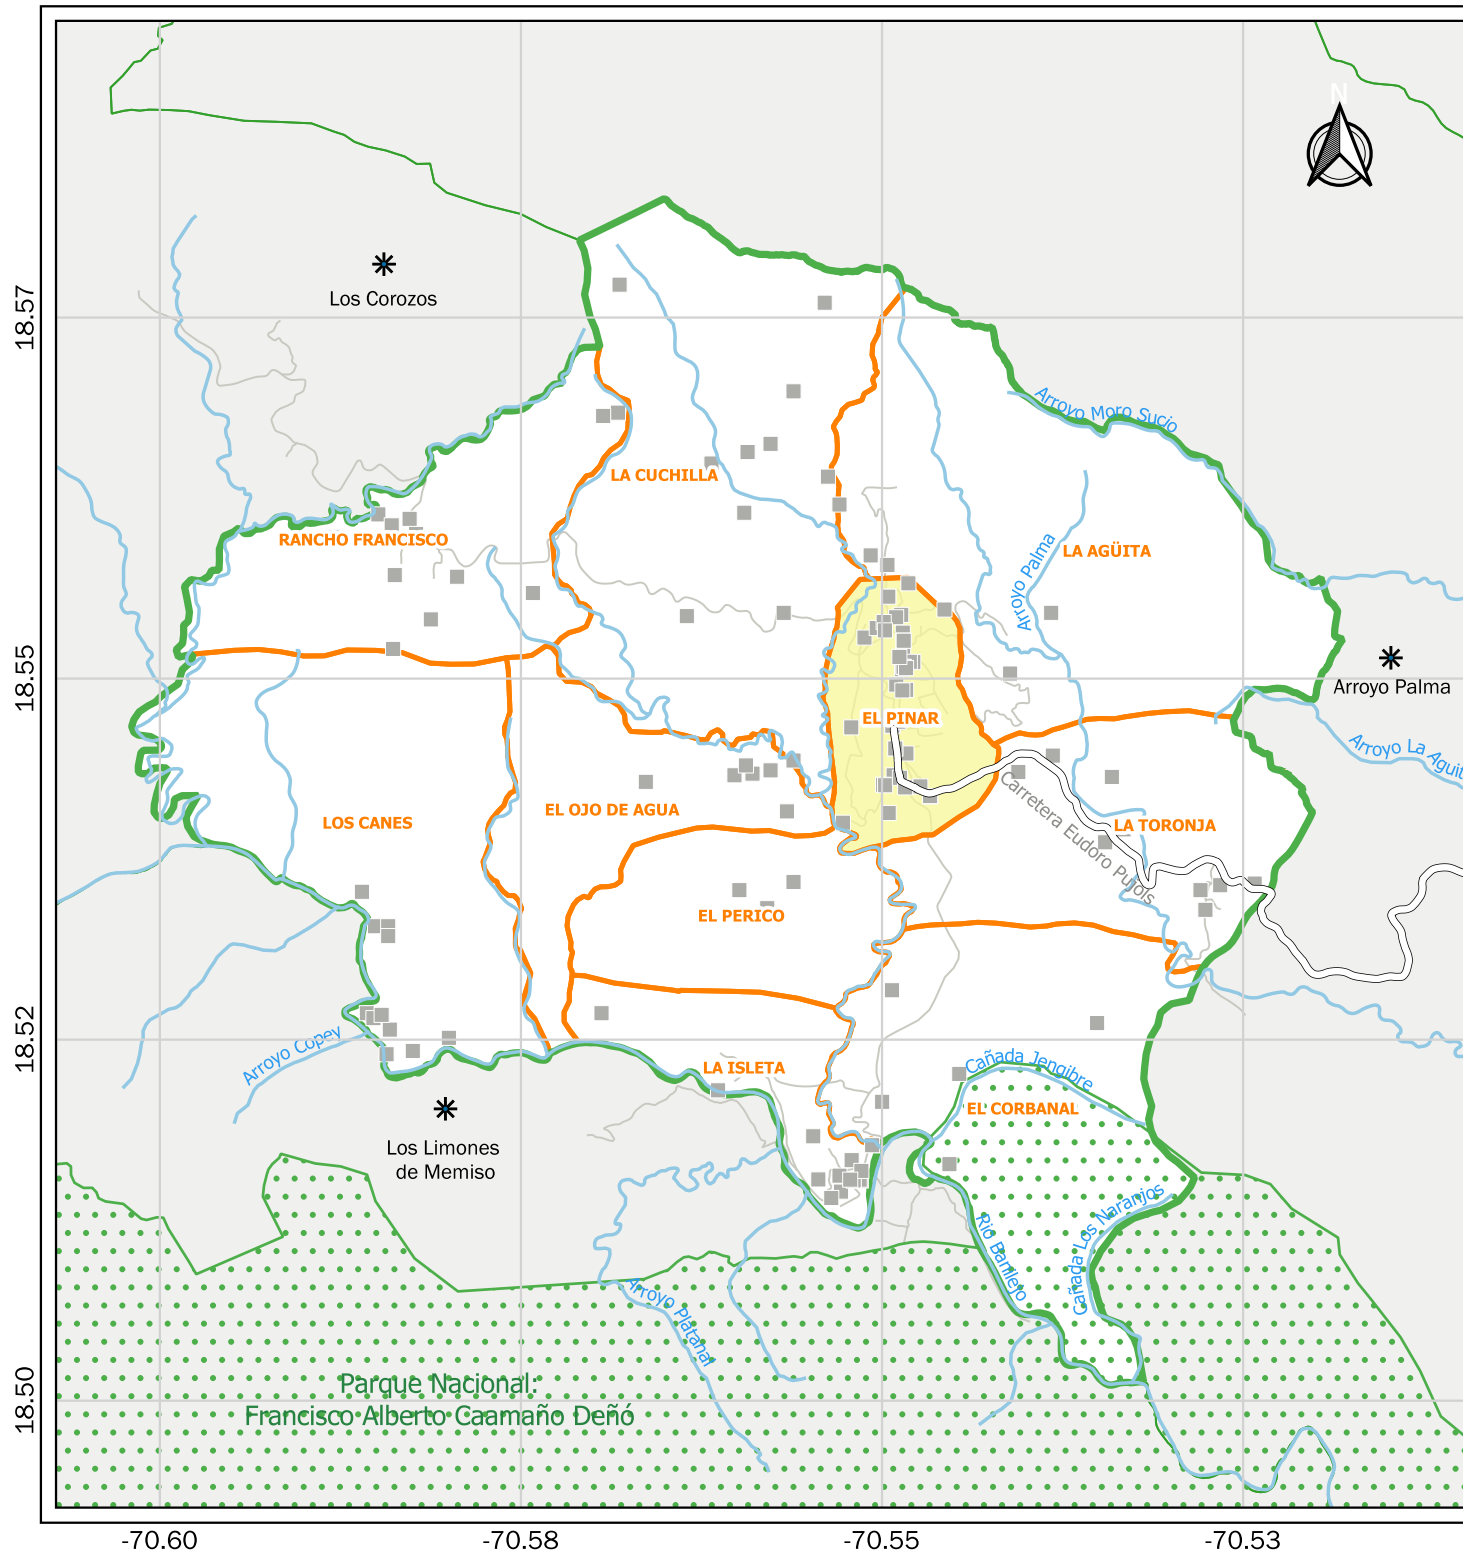 N
Los Corozos
18.57
Arroyo Moro Sucio
LA CUCHILLA
RANCHO FRANCISCO
LA AGÜITA
Arroyo Palma
18.55
Arroyo Palma
EL PINAR
Arroyo La Aguit
Carretera Eudoro Pujols
EL OJO DE AGUA
LOS CANES
LA TORONJA
EL PERICO
18.52
Arroyo Copey
LA ISLETA
Cañada Jengibre
EL CORBANAL
Los Limones
de Memiso
Cañada Los Naranjos
Rio Banilejo
Arroyo Platanal
Parque Nacional:
Francisco Alberto Caamaño Deñó
18.50
-70.60
-70.58
-70.55
-70.53